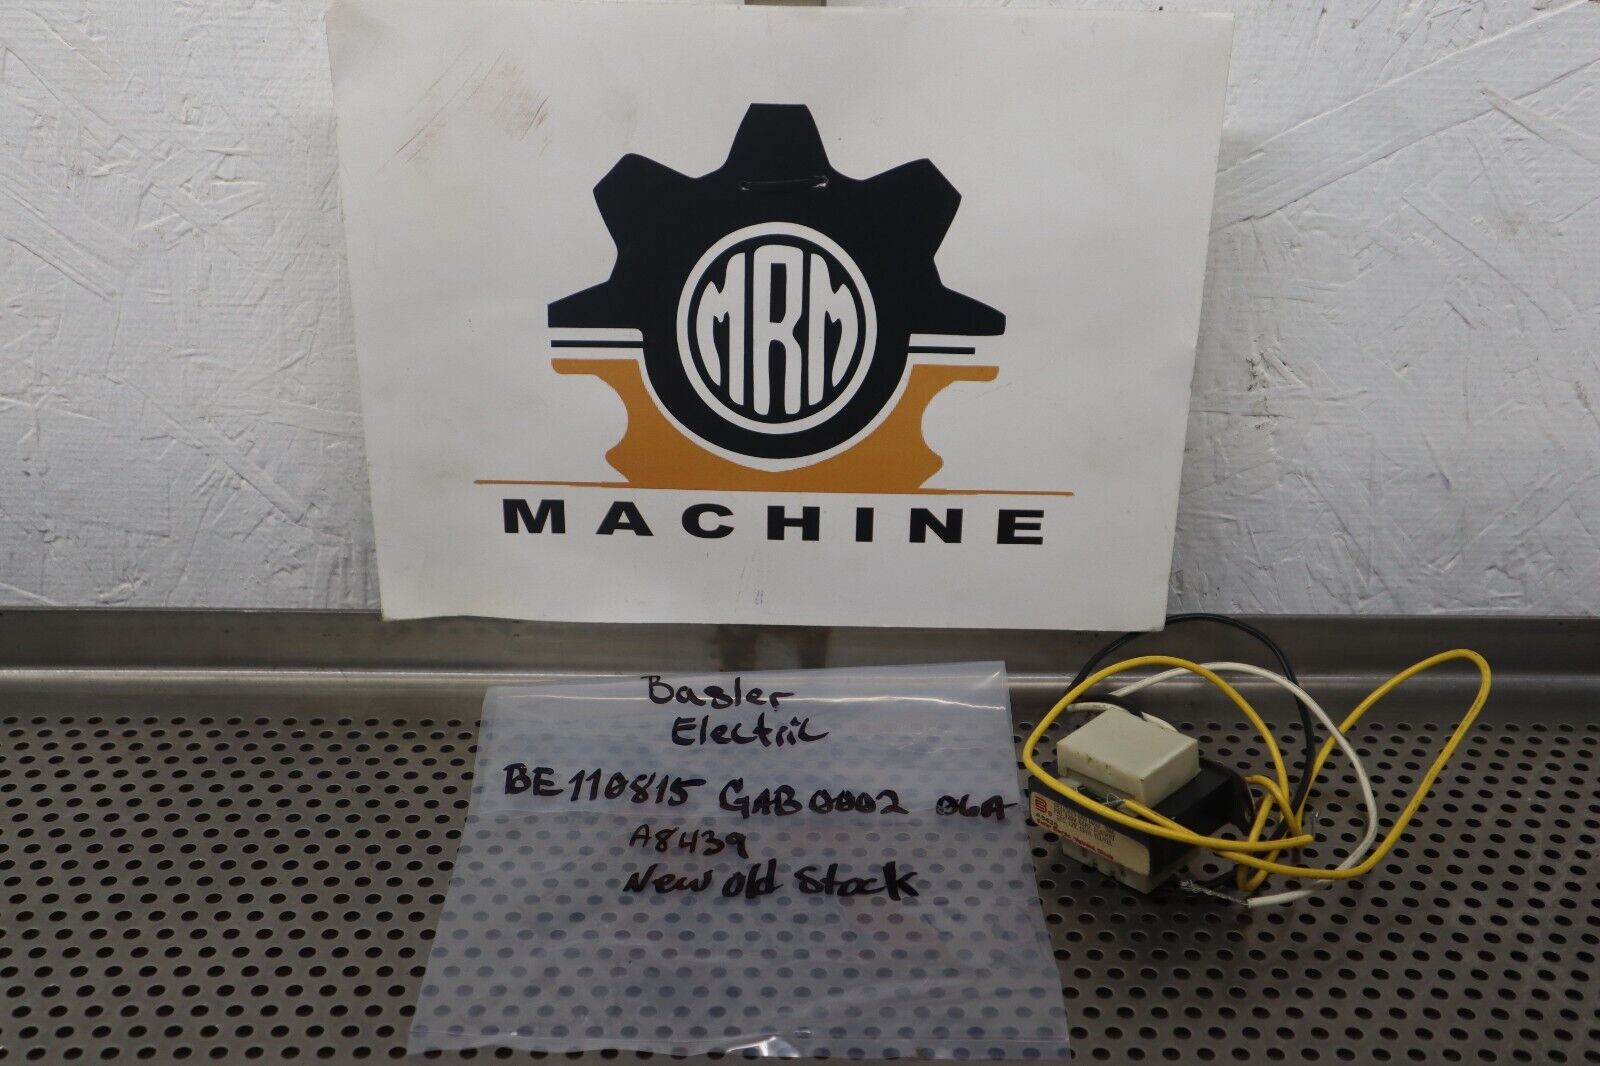 MRM
MACHINE
Basler
Electric
BE110815 GAB0002 06A
A8439
New old Stock